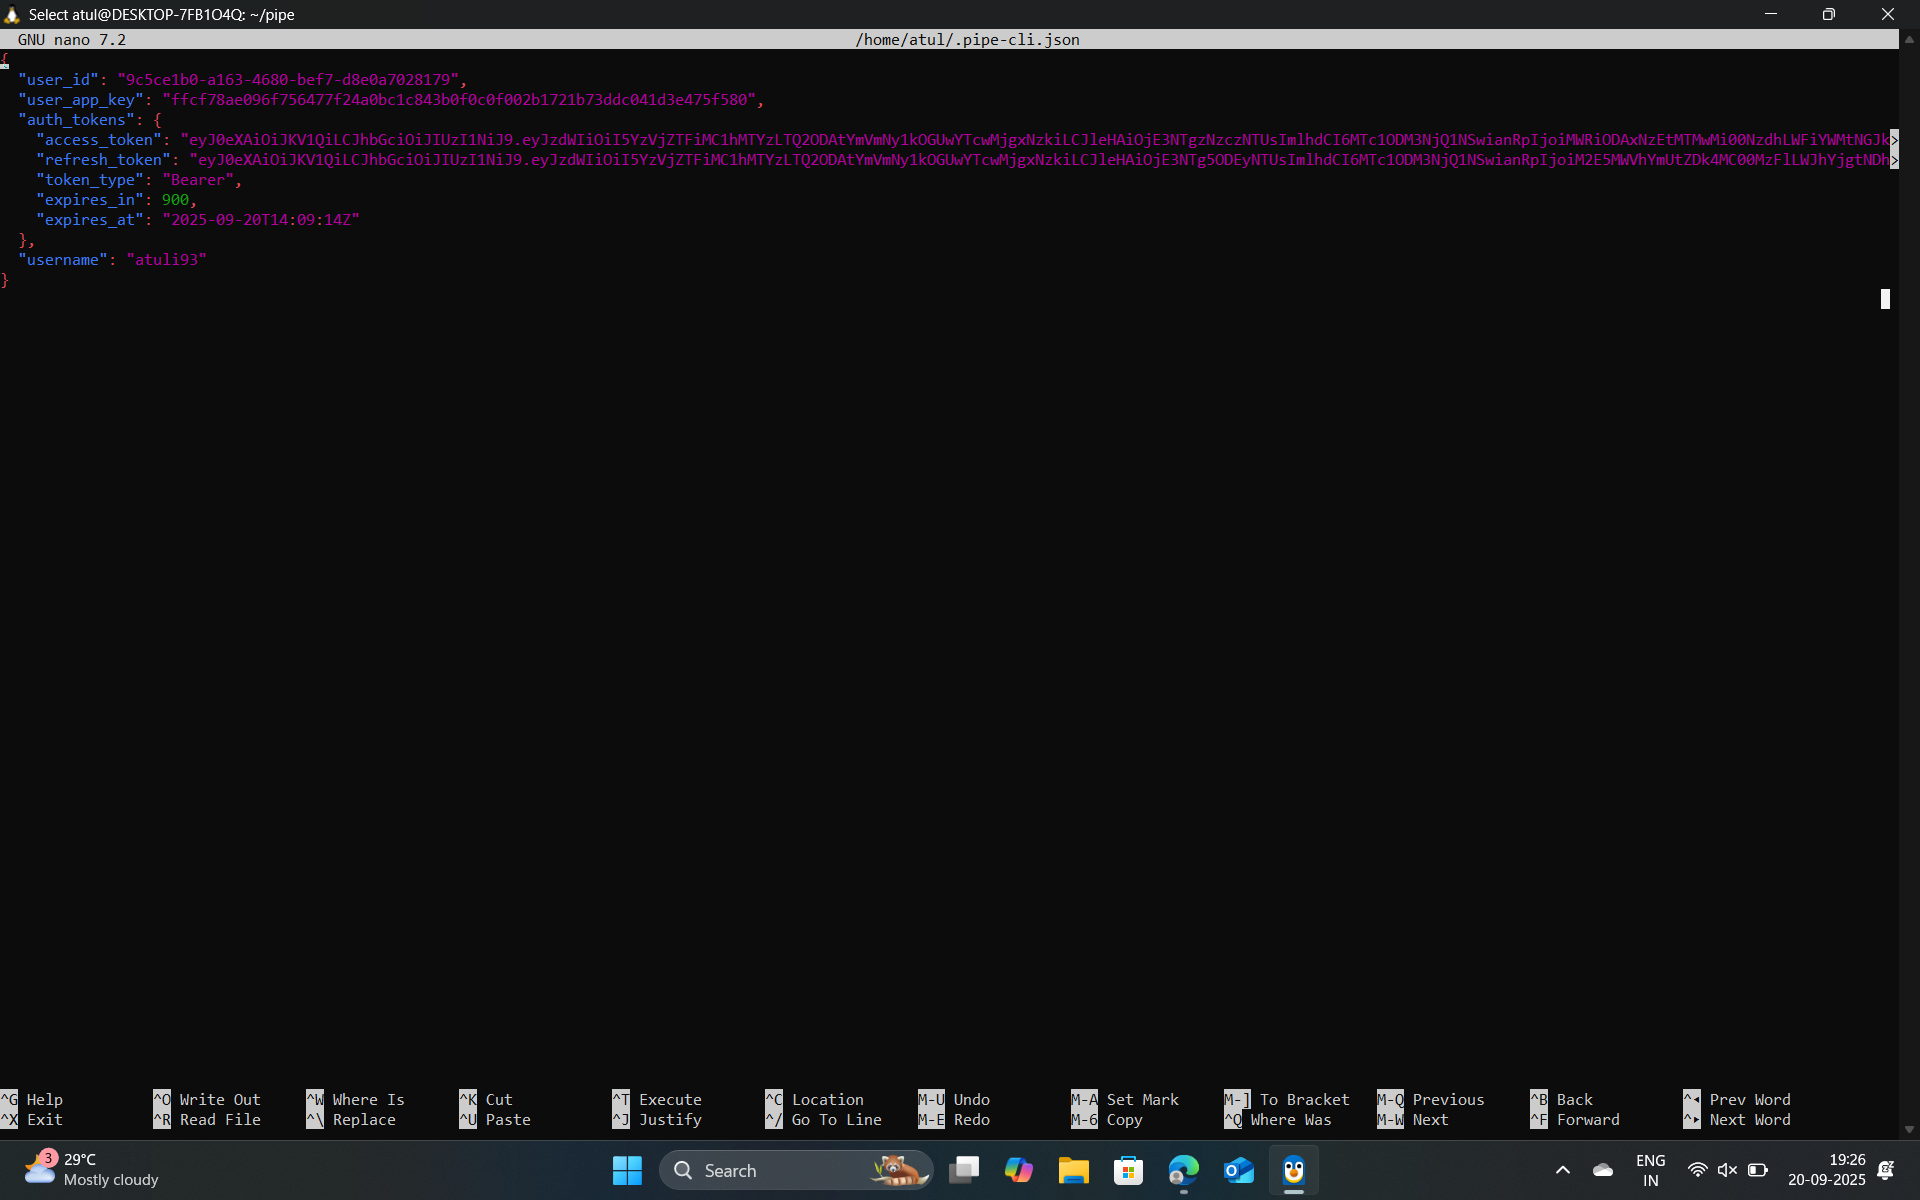 Select atul@DESKTOP-7FB1O4Q: ~/pipe
GNU nano 7.2 /home/atul/.pipe-cli.json
{
"user_id": "9c5ce1b0-a163-4680-bef7-d8e0a7028179",
"user_app_key": "ffcf78ae096f756477f24a0bc1c843b0f0c0f002b1721b73ddc041d3e475f580",
"auth_tokens": {
"access_token": "eyJ0eXAiOiJKV1QiLCJhbGciOiJIUzI1NiJ9.eyJzdWIiOiI5YzVjZTFiMC1hMTYzLTQ2ODAtYmVmNy1kOGUwYTcwMjgxNzkiLCJleHAiOjE3NTgzNzczNTUsImlhdCI6MTc1ODM3NjQ1NSwianRpIjoiMWRiODAxNzEtMTMwMi00NzdhLWFiYWMtNGJk>
"refresh_token": "eyJ0eXAiOiJKV1QiLCJhbGciOiJIUzI1NiJ9.eyJzdWIiOiI5YzVjZTFiMC1hMTYzLTQ2ODAtYmVmNy1kOGUwYTcwMjgxNzkiLCJleHAiOjE3NTg5ODEyNTUsImlhdCI6MTc1ODM3NjQ1NSwianRpIjoiM2E5MWVhYmUtZDk4MC00MzFlLWJhYjgtNDh>
"token_type": "Bearer",
"expires_in": 900,
"expires_at": "2025-09-20T14:09:14Z"
},
"username": "atuli93"
}
^G Help ^O Write Out ^W Where Is ^K Cut ^T Execute ^C Location M-U Undo M-A Set Mark M-] To Bracket M-Q Previous ^B Back ^◂ Prev Word
^X Exit ^R Read File ^\ Replace ^U Paste ^J Justify ^/ Go To Line M-E Redo M-6 Copy ^Q Where Was M-W Next ^F Forward ^▸ Next Word
3
29°C
Mostly cloudy
Search
ENG
IN
19:26
20-09-2025